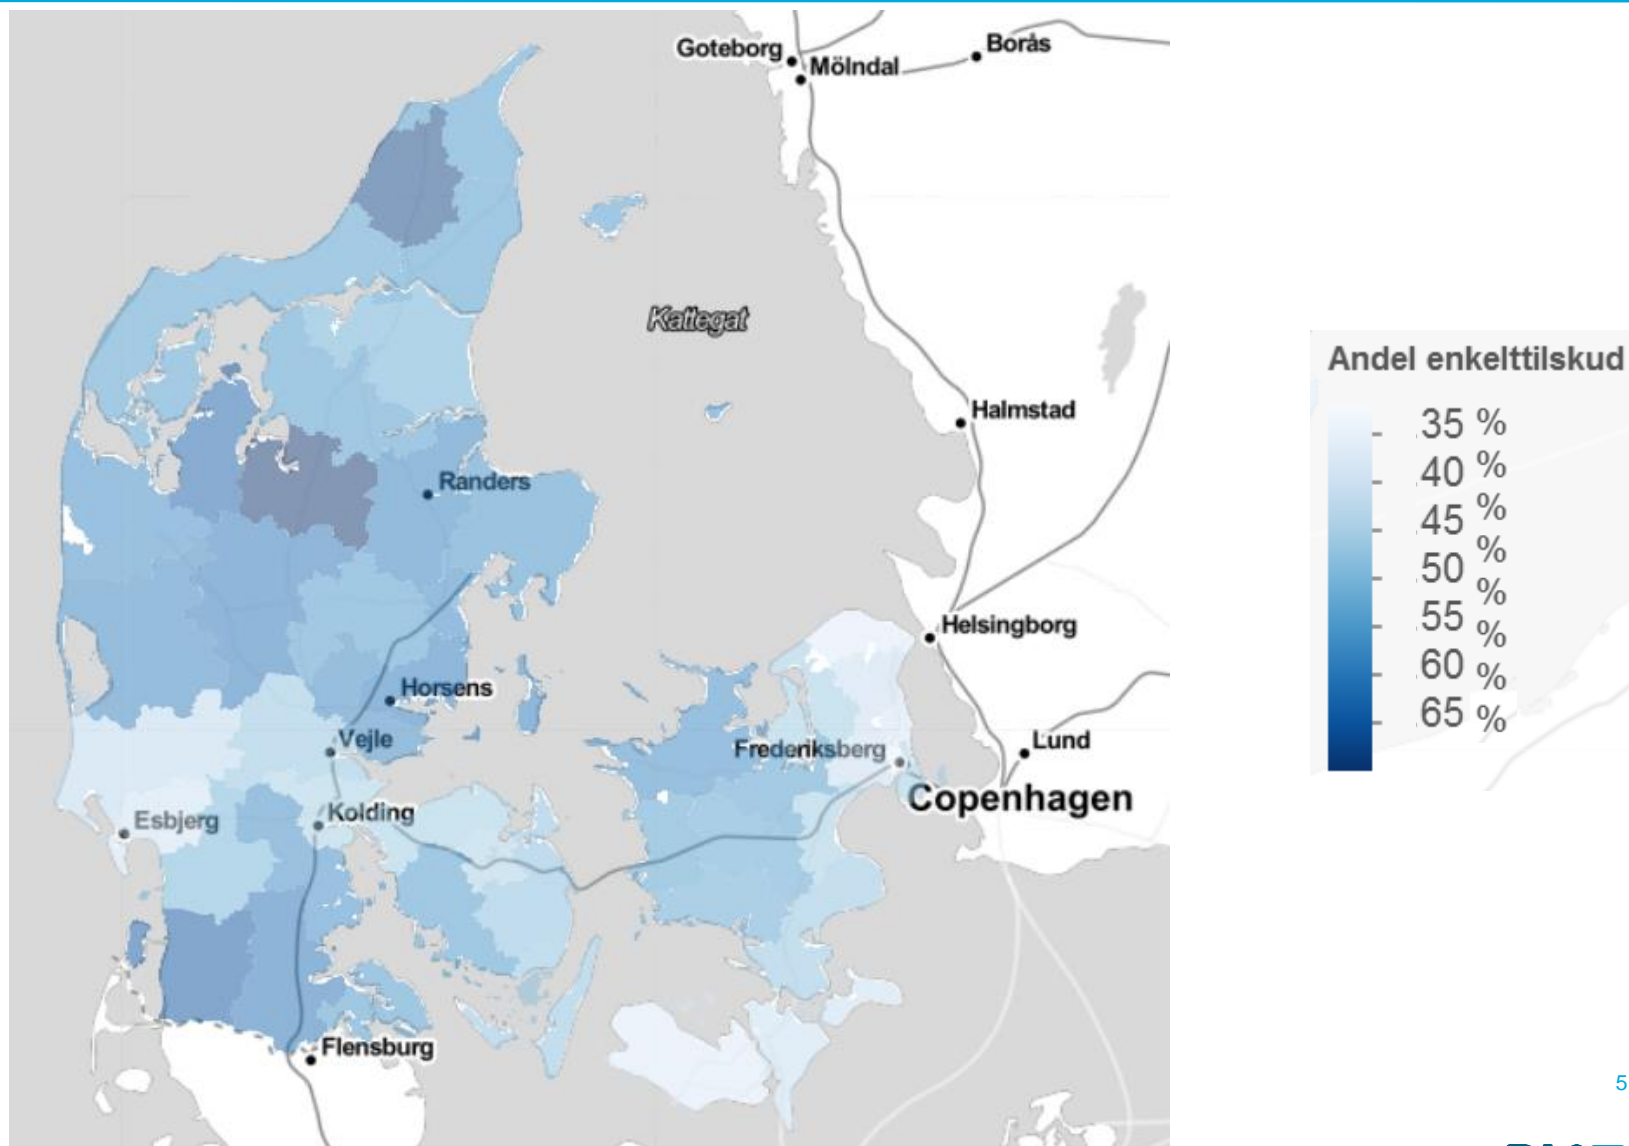 Goteborg
Mölndal
Borås
Kattegat
Andel enkelttilskud
35 %
40 %
45 %
50 %
55 %
60 %
65 %
Halmstad
Randers
Helsingborg
Horsens
Vejle
Frederiksberg
Lund
Copenhagen
Esbjerg
Kolding
Flensburg
5